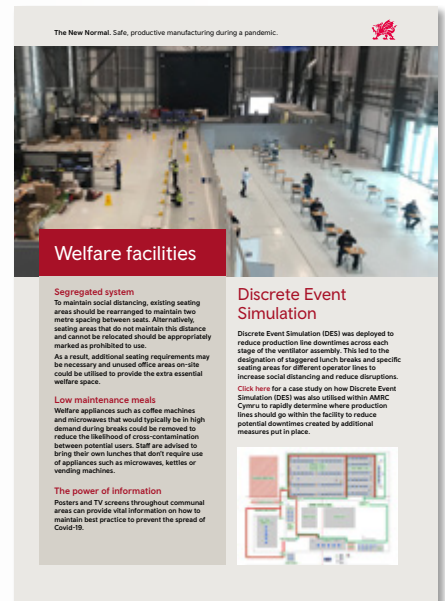 The New Normal. Safe, productive manufacturing during a pandemic.
Welfare facilities
Segregated system
To maintain social distancing, existing seating
areas should be rearranged to maintain two
metre spacing between seats. Alternatively,
seating areas that do not maintain this distance
and cannot be relocated should be appropriately
marked as prohibited to use.
As a result, additional seating requirements may
be necessary and unused office areas on-site
could be utilised to provide the extra essential
welfare space.
Low maintenance meals
Welfare appliances such as coffee machines
and microwaves that would typically be in high
demand during breaks could be removed to
reduce the likelihood of cross-contamination
between potential users. Staff are advised to
bring their own lunches that don't require use
of appliances such as microwaves, kettles or
vending machines.
The power of information
Posters and TV screens throughout communal
areas can provide vital information on how to
maintain best practice to prevent the spread of
Covid-19.
Discrete Event
Simulation
Discrete Event Simulation (DES) was deployed to
reduce production line downtimes across each
stage of the ventilator assembly. This led to the
designation of staggered lunch breaks and specific
seating areas for different operator lines to
increase social distancing and reduce disruptions.
Click here for a case study on how Discrete Event
Simulation (DES) was also utilised within AMRC
Cymru to rapidly determine where production
lines should go within the facility to reduce
potential downtimes created by additional
measures put in place.